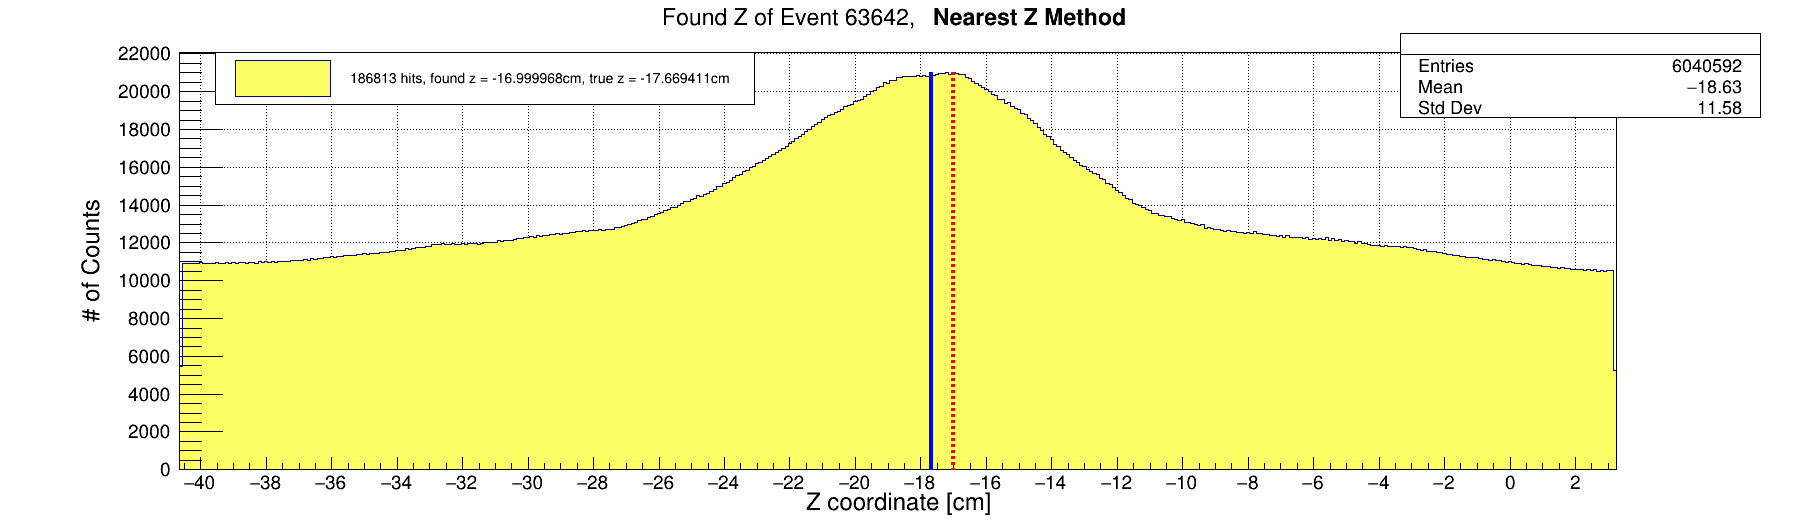 Found Z of Event 63642, Nearest Z Method
186813 hits, found z = -16.999968cm, true z = -17.669411cm
Entries 6040592
Mean −18.63
Std Dev 11.58
22000
20000
18000
16000
14000
12000
10000
8000
6000
4000
2000
0
# of Counts
−40 −38 −36 −34 −32 −30 −28 −26 −24 −22 −20 −18 −16 −14 −12 −10 −8 −6 −4 −2 0 2
Z coordinate [cm]